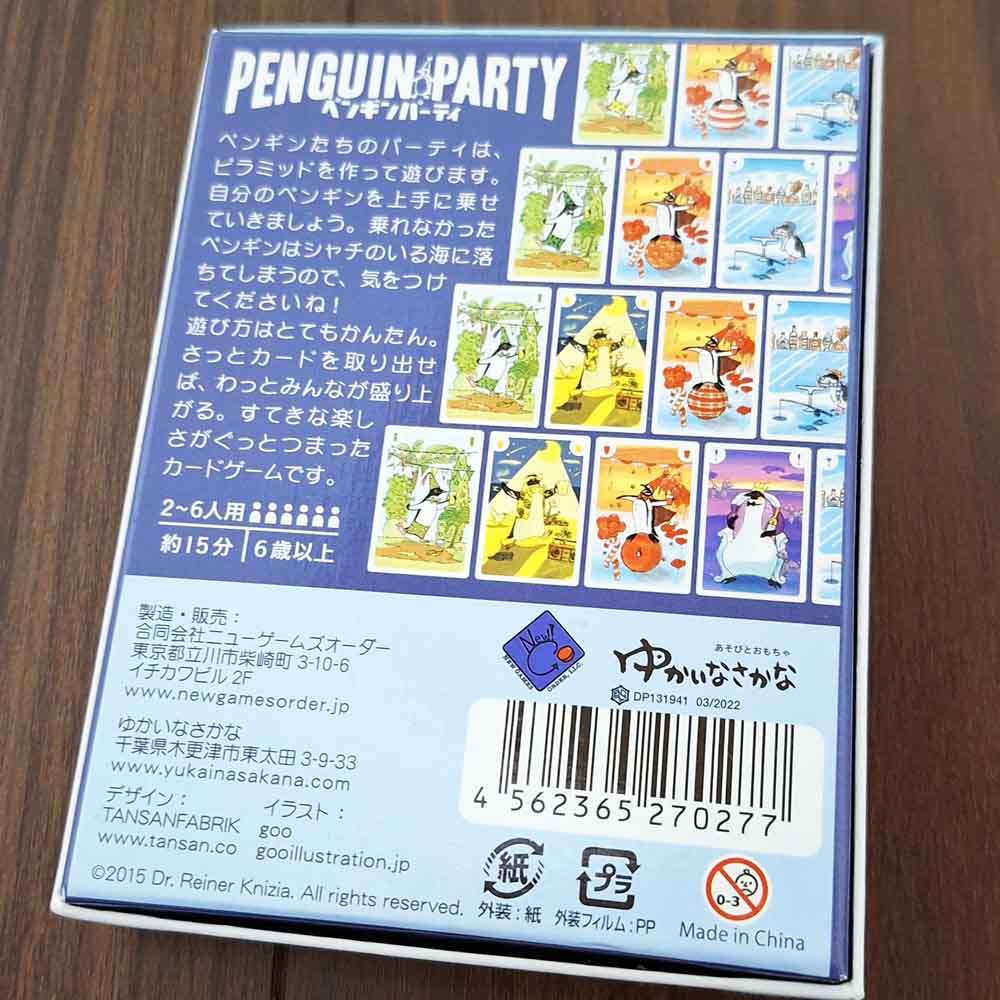 PENGUIN PARTY
ペンギンパーティ
ペンギンたちのパーティは、
ピラミッドを作って遊びます。
自分のペンギンを上手に乗せ
ていきましょう。乗れなかった
ペンギンはシャチのいる海に落
ちてしまうので、気をつけ
てくださいね！
遊び方はとてもかんたん。
さっとカードを取り出せ
ば、わっとみんなが盛り上
がる。すてきな楽し
さがぐっとつまった
カードゲームです。
2~6人用
約15分 6歳以上
製造・販売：
合同会社ニューゲームズオーダー
東京都立川市柴崎町 3-10-6
イチカワビル 2F
www.newgamesorder.jp
ゆかいなさかな
千葉県木更津市東太田 3-9-33
www.yukainasakana.com
デザイン：
TANSANFABRIK
www.tansan.co
イラスト：
goo
gooillustration.jp
©2015 Dr. Reiner Knizia. All rights reserved.
New!
NEW GAMES ORDER, LLC.
あそびとおもちゃ
ゆかいなさかな
DP131941 03/2022
4 562365 270277
紙
外装：紙
プラ
外装フィルム：PP
0-3
Made in China